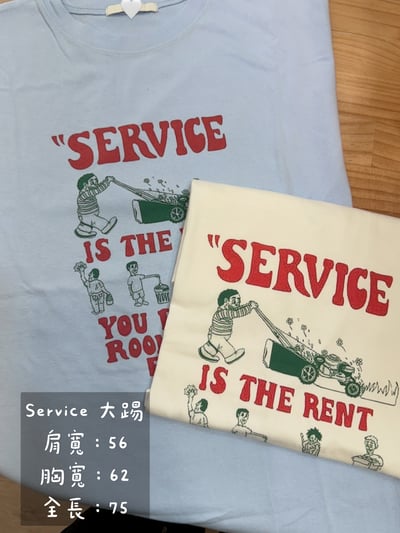 "SERVICE
IS THE
YOU
ROO
"SERVICE
IS THE RENT
Service 大踢
肩寬：56
胸寬：62
全長：75